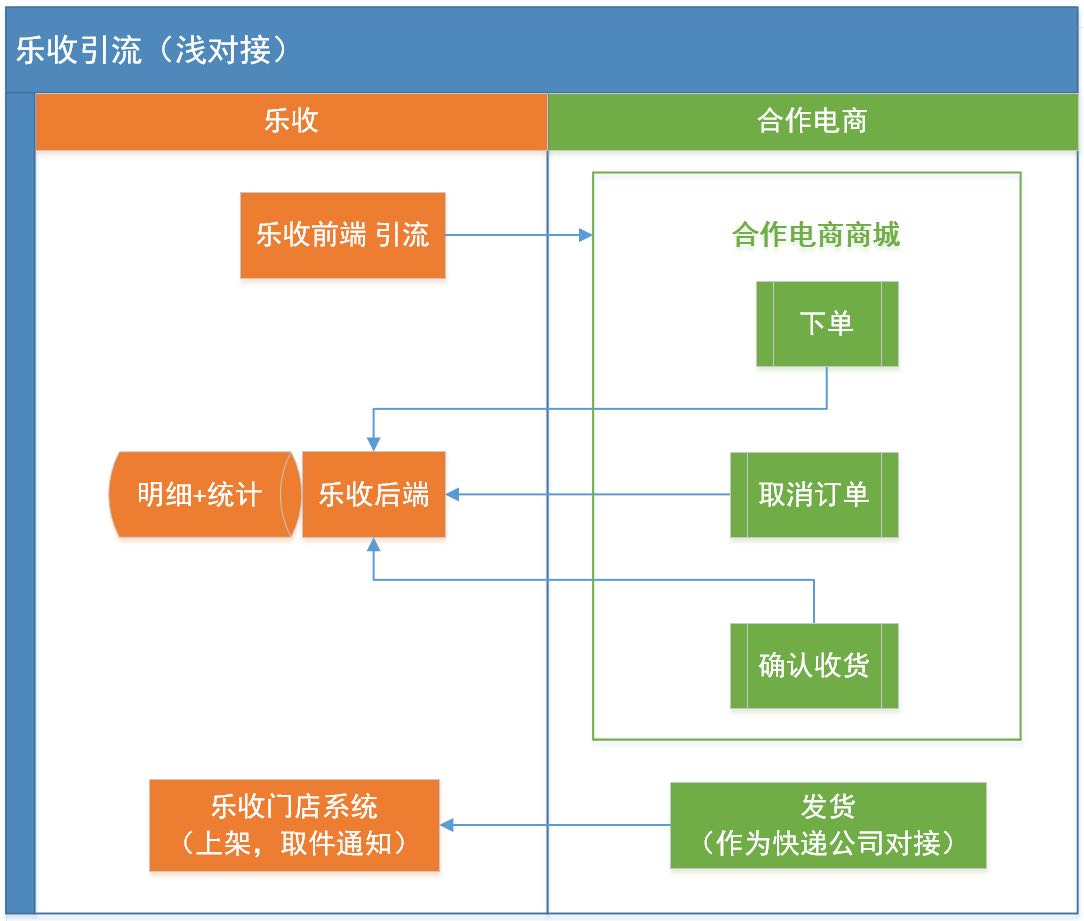 乐收引流（浅对接）
乐收
合作电商
乐收前端 引流
合作电商商城
下单
明细+统计
乐收后端
取消订单
确认收货
乐收门店系统
（上架，取件通知）
发货
（作为快递公司对接）